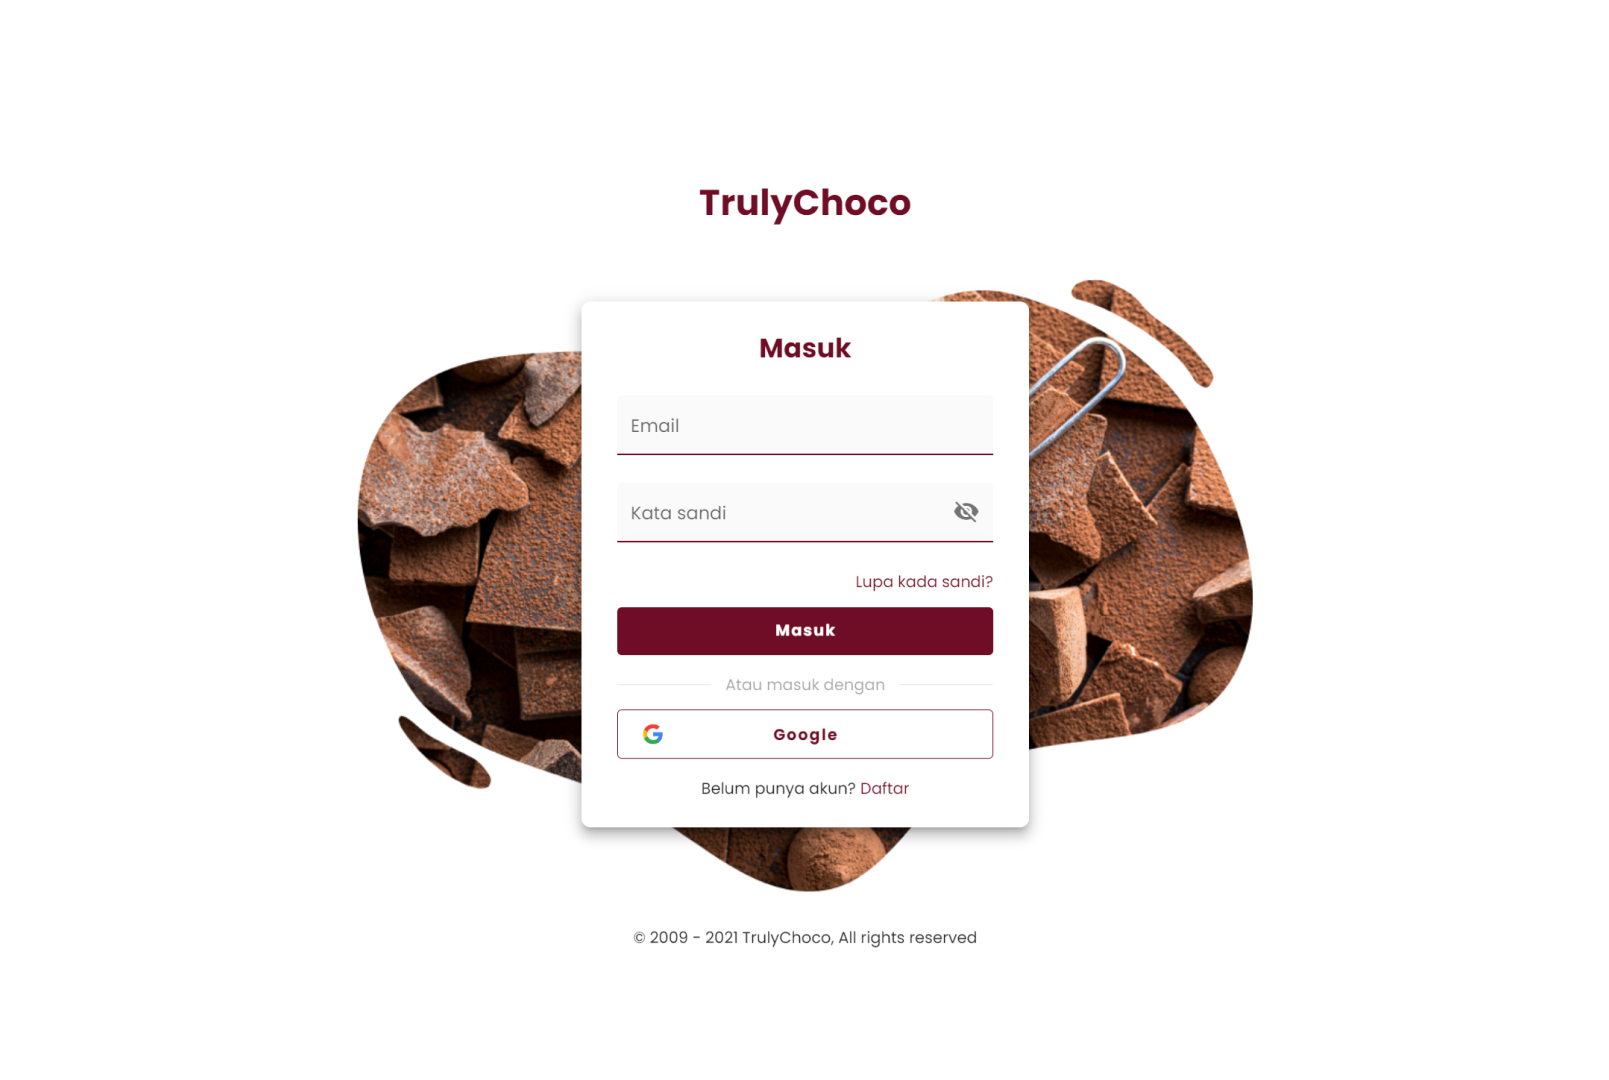 TrulyChoco
Masuk
Email
Kata sandi
Lupa kada sandi?
Masuk
Atau masuk dengan
Google
Belum punya akun? Daftar
© 2009 - 2021 TrulyChoco, All rights reserved